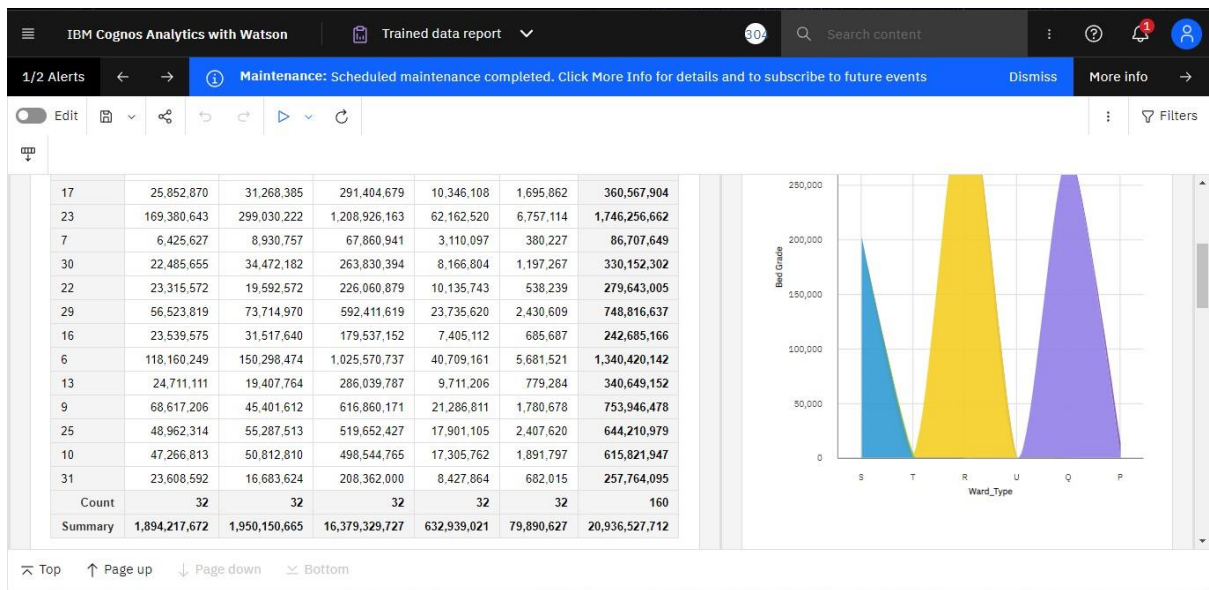 IBM Cognos Analytics with Watson Trained data report 304 Search content 1
1/2 Alerts Maintenance: Scheduled maintenance completed. Click More Info for details and to subscribe to future events Dismiss More info
Edit Filters
17 25,852,870 31,268,385 291,404,679 10,346,108 1,695,862 360,567,904
23 169,380,643 299,030,222 1,208,926,163 62,162,520 6,757,114 1,746,256,662
7 6,425,627 8,930,757 67,860,941 3,110,097 380,227 86,707,649
30 22,485,655 34,472,182 263,830,394 8,166,804 1,197,267 330,152,302
22 23,315,572 19,592,572 226,060,879 10,135,743 538,239 279,643,005
29 56,523,819 73,714,970 592,411,619 23,735,620 2,430,609 748,816,637
16 23,539,575 31,517,640 179,537,152 7,405,112 685,687 242,685,166
6 118,160,249 150,298,474 1,025,570,737 40,709,161 5,681,521 1,340,420,142
13 24,711,111 19,407,764 286,039,787 9,711,206 779,284 340,649,152
9 68,617,206 45,401,612 616,860,171 21,286,811 1,780,678 753,946,478
25 48,962,314 55,287,513 519,652,427 17,901,105 2,407,620 644,210,979
10 47,266,813 50,812,810 498,544,765 17,305,762 1,891,797 615,821,947
31 23,608,592 16,683,624 208,362,000 8,427,864 682,015 257,764,095
Count 32 32 32 32 32 160
Summary 1,894,217,672 1,950,150,665 16,379,329,727 632,939,021 79,890,627 20,936,527,712
250,000
200,000
150,000
100,000
50,000
0
Bed Grade
S T R U Q P
Ward_Type
Top Page up Page down Bottom